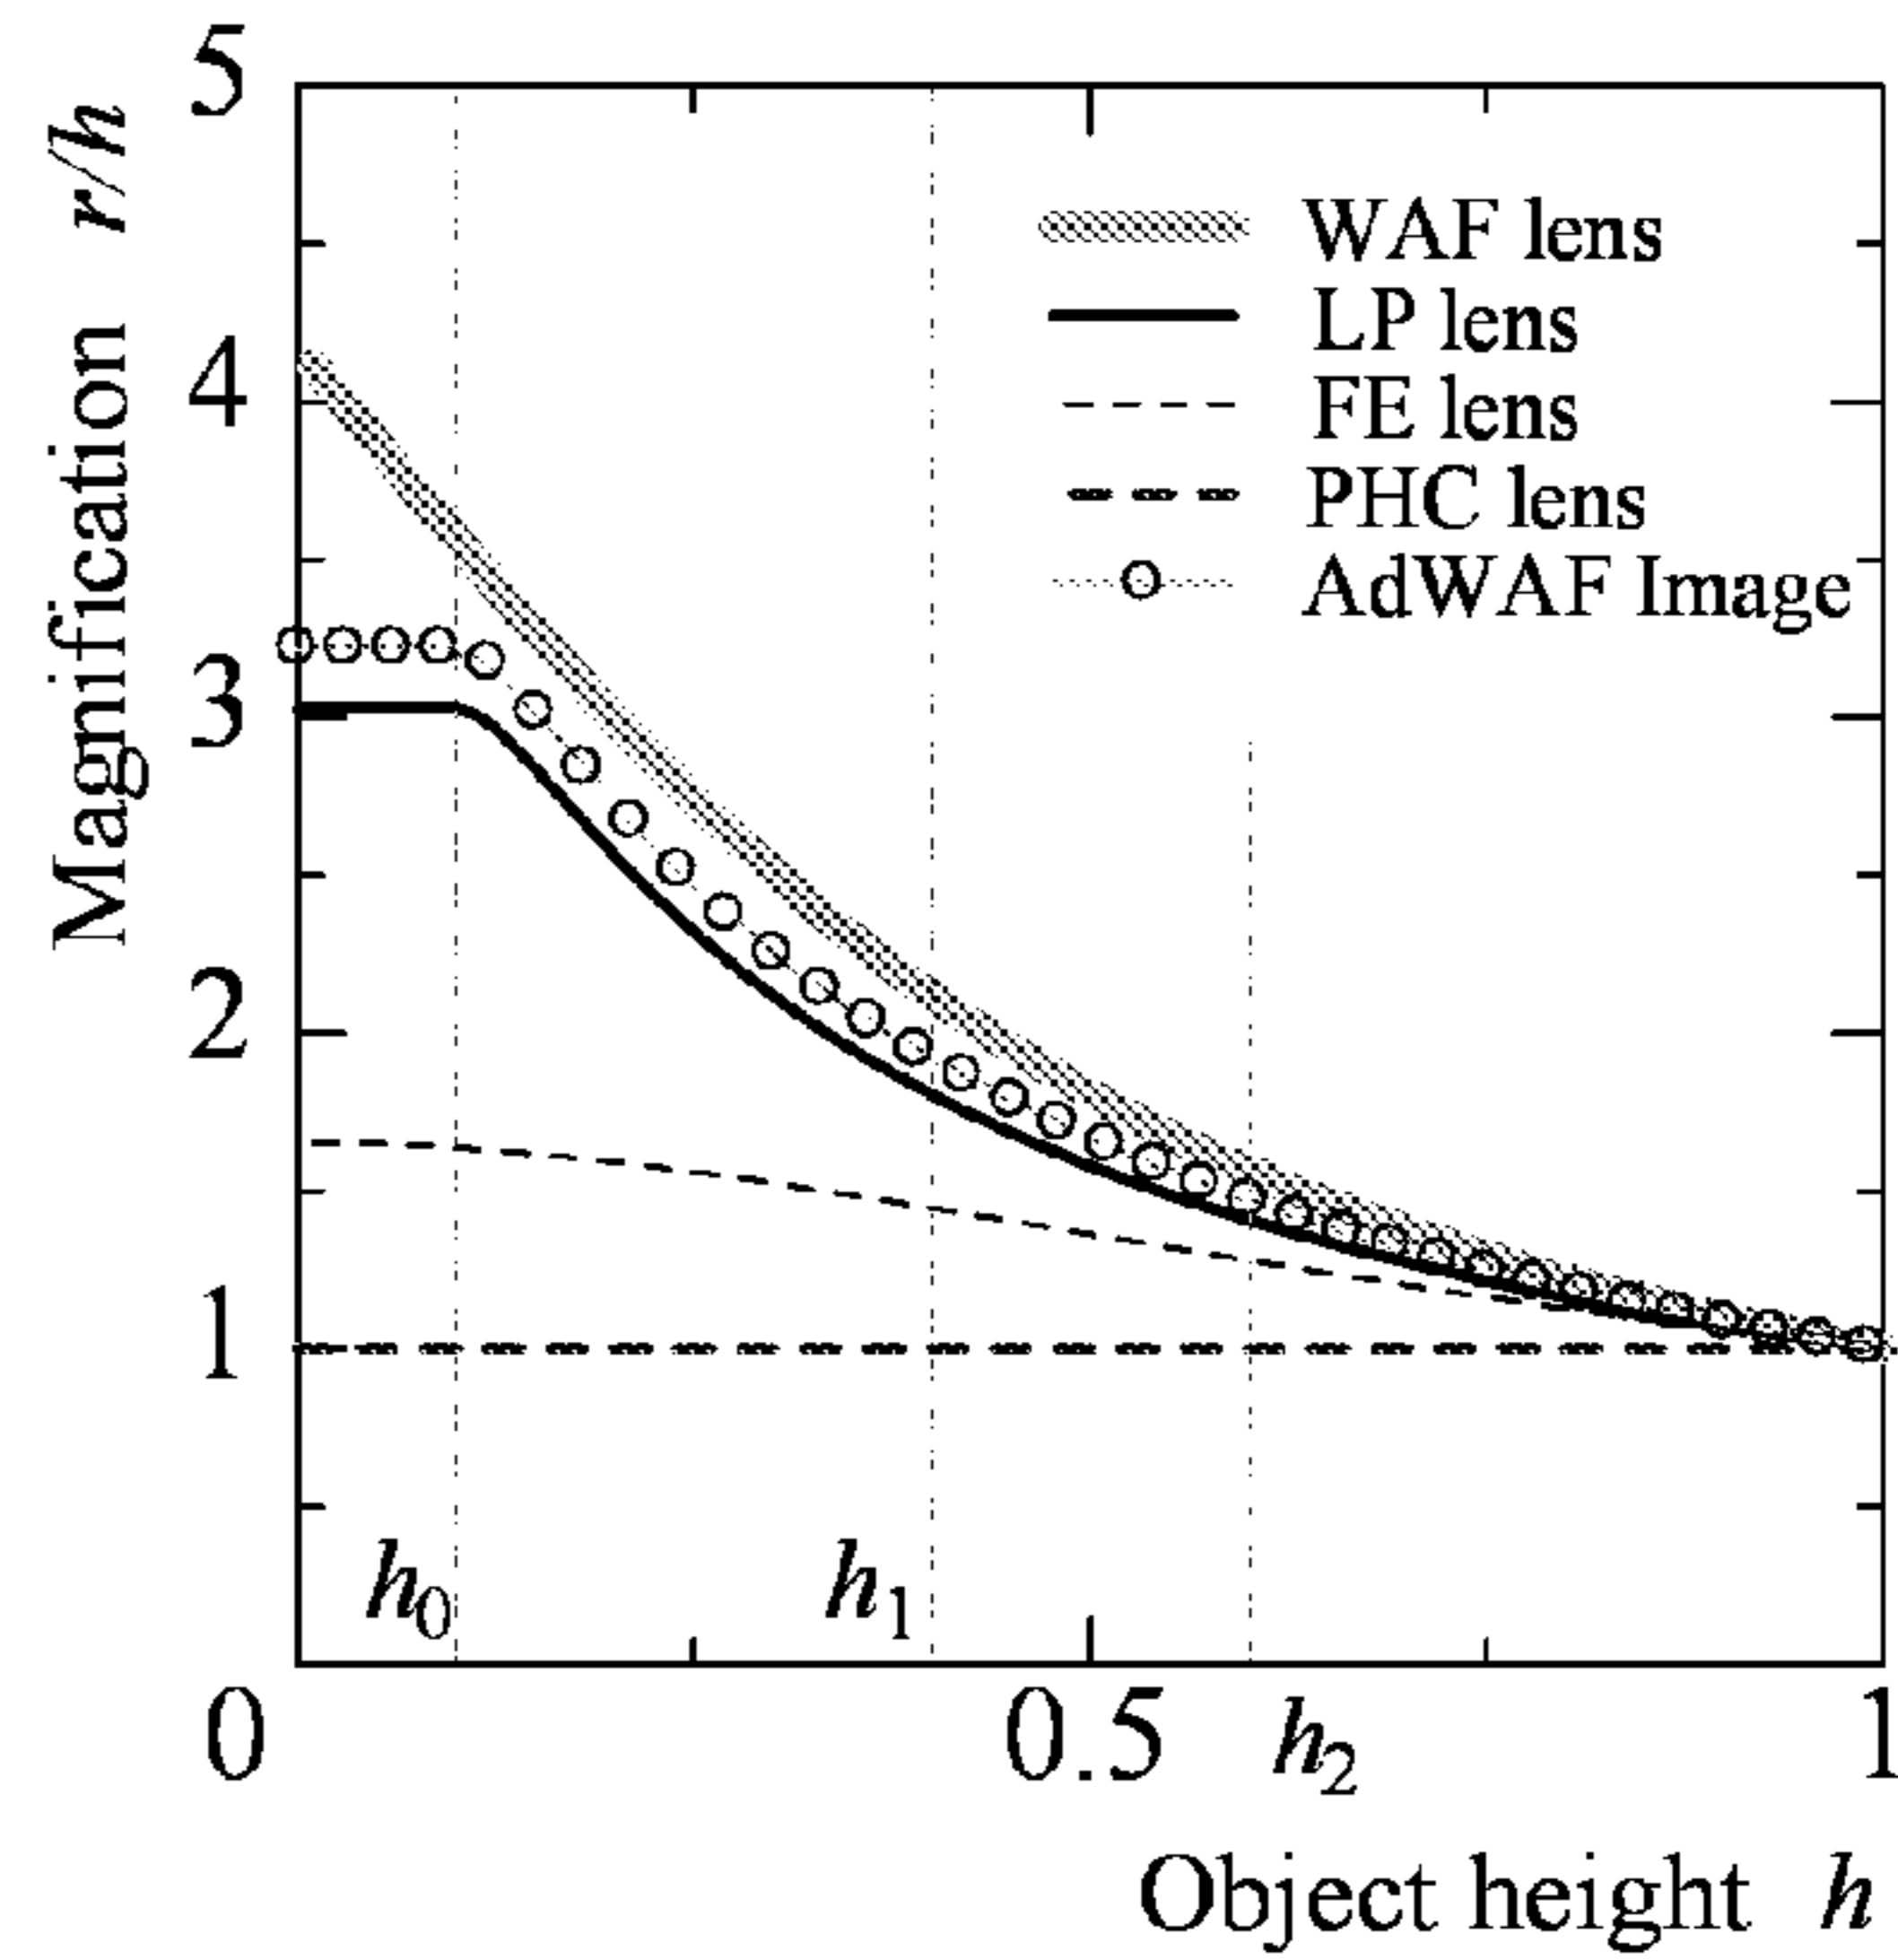 5
4
3
2
1
0
0.5
1
Magnification r/h
WAF lens
LP lens
FE lens
PHC lens
AdWAF Image
h0
h1
h2
Object height h